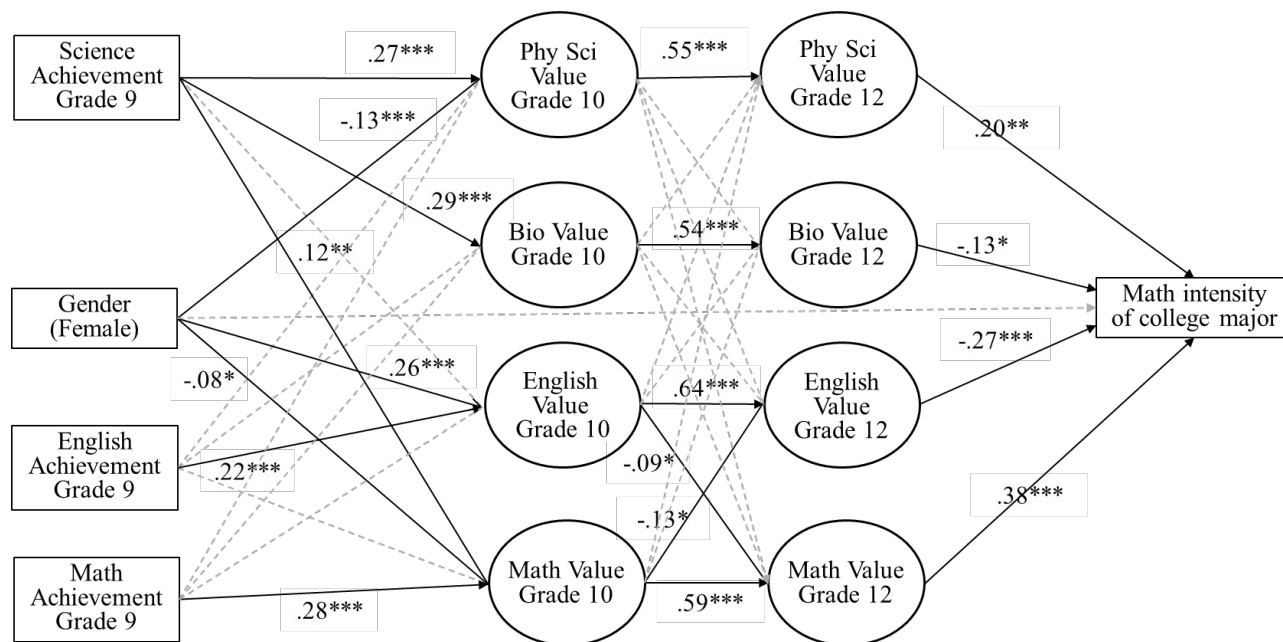 Science
Achievement
Grade 9
Gender
(Female)
English
Achievement
Grade 9
Math
Achievement
Grade 9
.27***
-.13***
.29***
.12**
-.08*
.26***
.22***
.28***
Phy Sci
Value
Grade 10
Bio Value
Grade 10
English
Value
Grade 10
Math Value
Grade 10
.55***
.54***
.64***
-.09*
-.13*
.59***
Phy Sci
Value
Grade 12
Bio Value
Grade 12
English
Value
Grade 12
Math Value
Grade 12
.20**
-.13*
-.27***
.38***
Math intensity
of college major